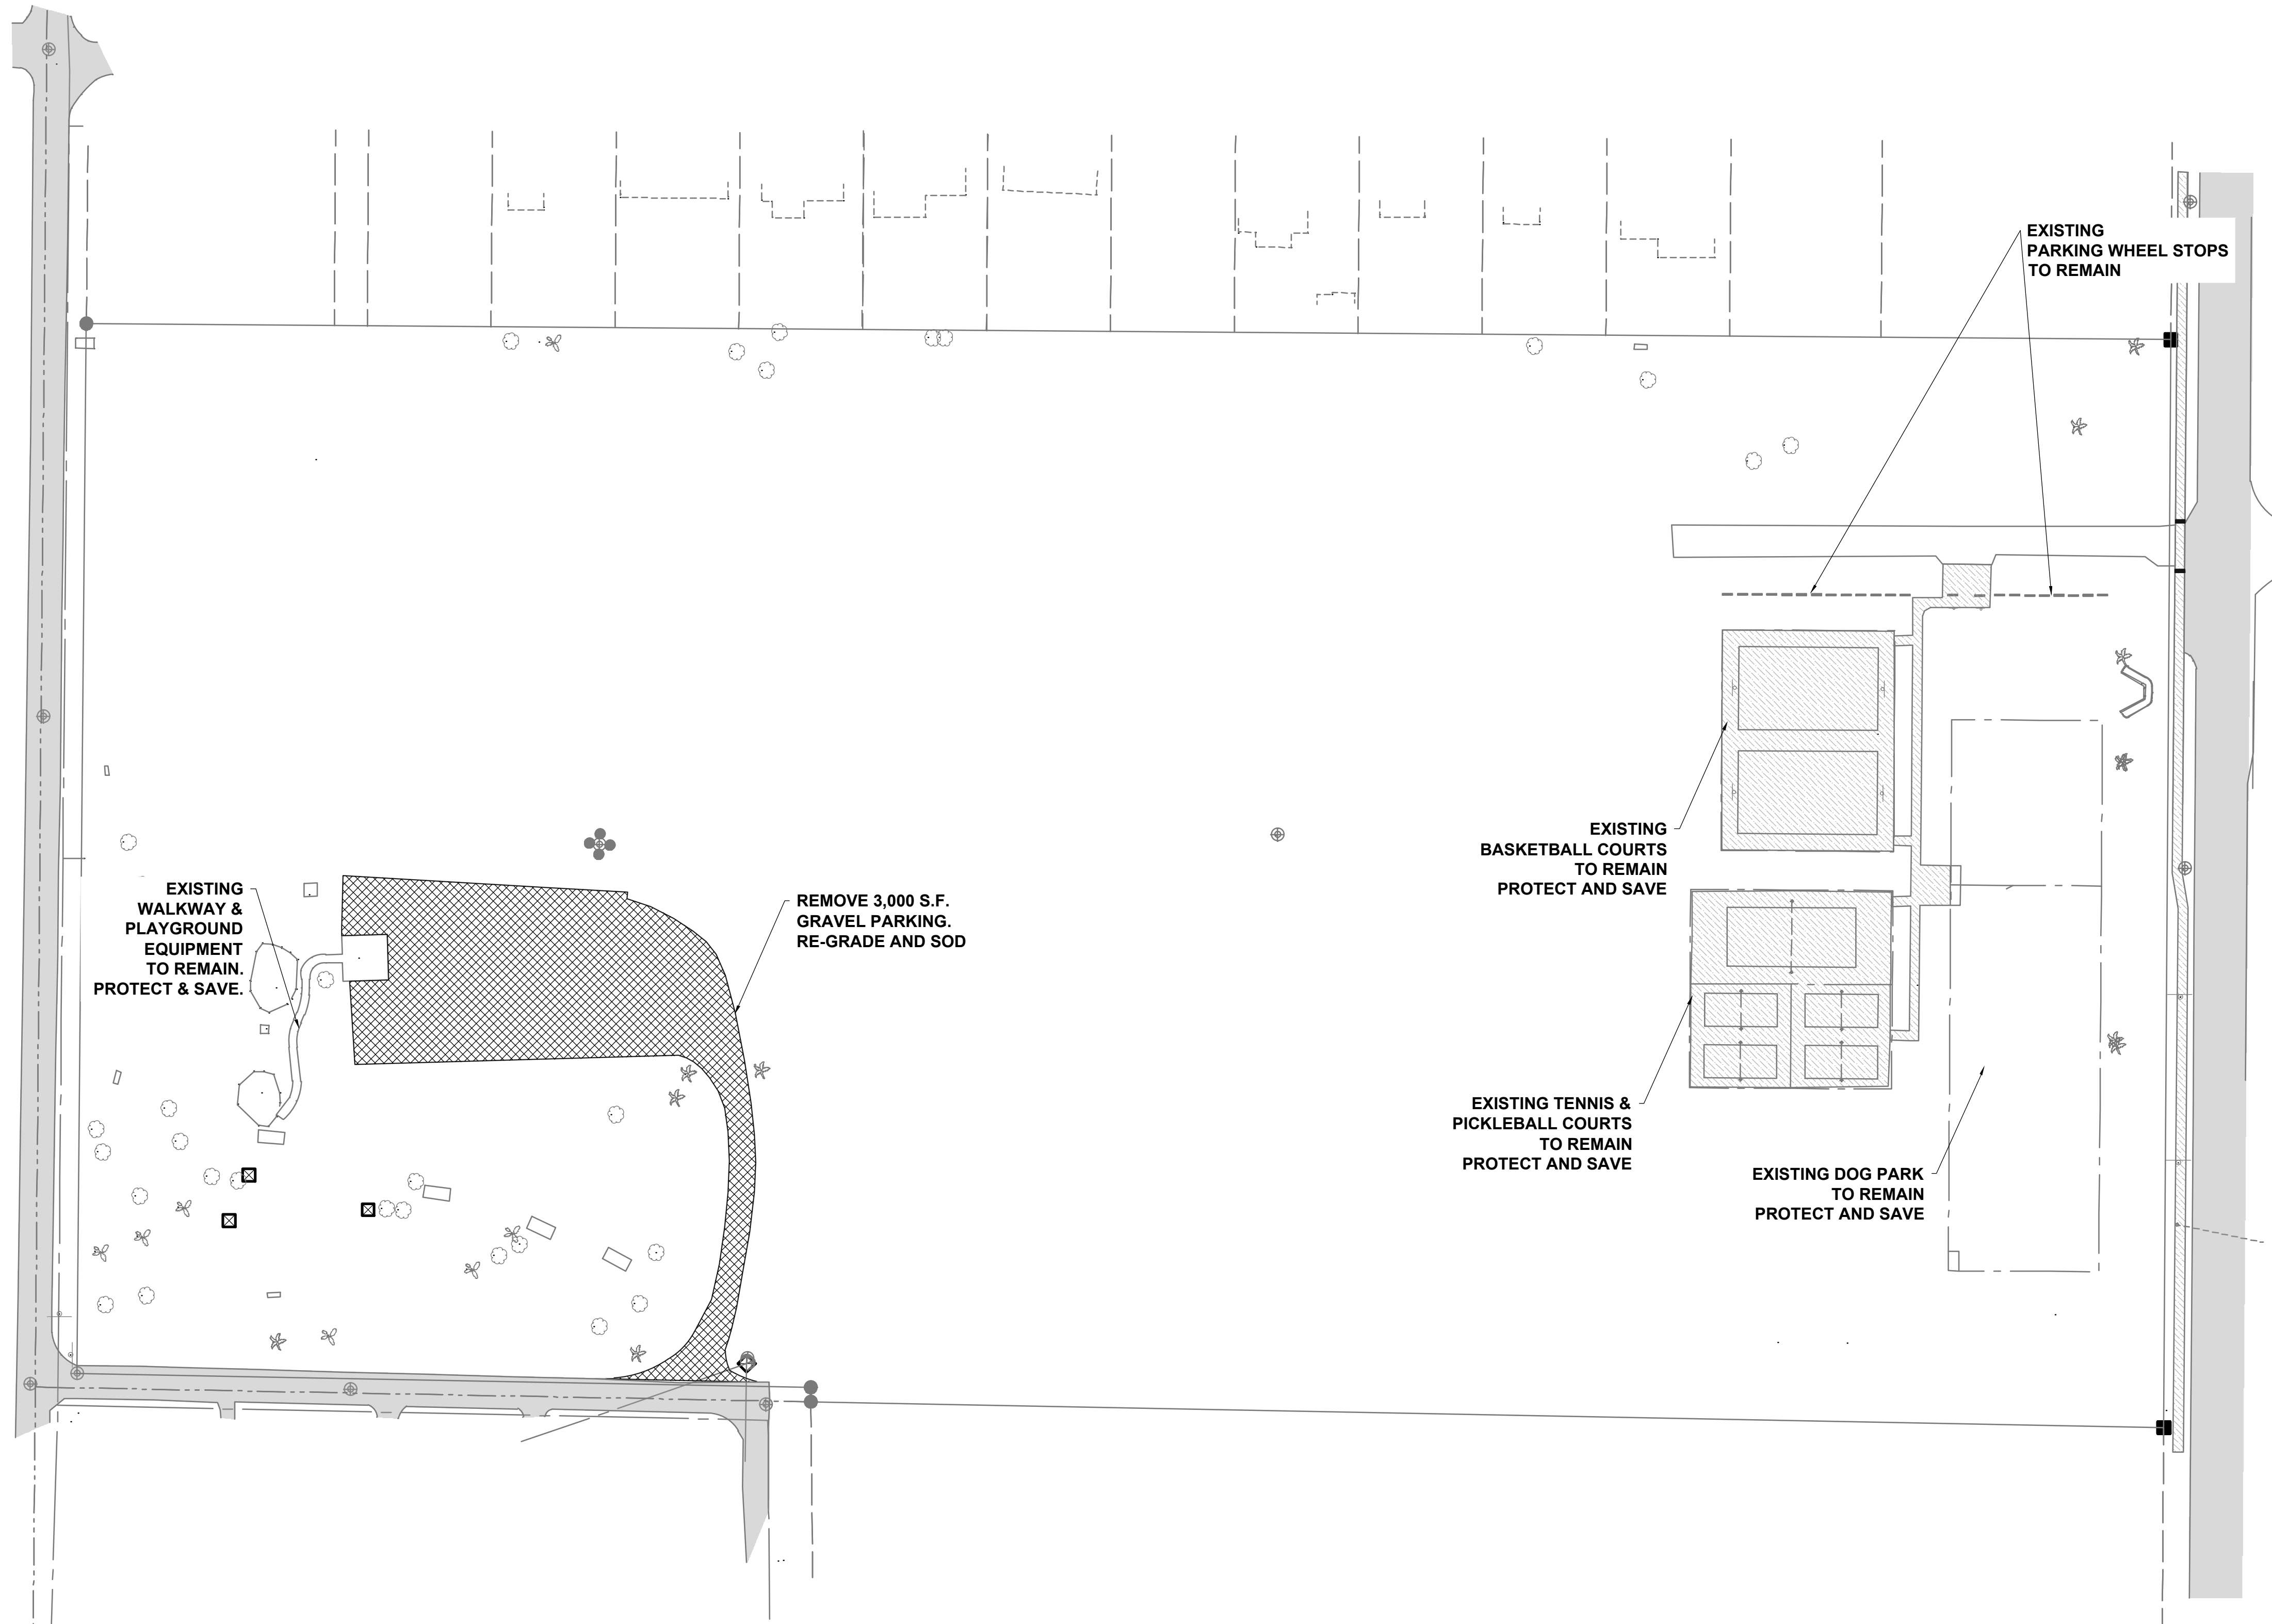 EXISTING
PARKING WHEEL STOPS
TO REMAIN
EXISTING
WALKWAY &
PLAYGROUND
EQUIPMENT
TO REMAIN.
PROTECT & SAVE.
REMOVE 3,000 S.F.
GRAVEL PARKING.
RE-GRADE AND SOD
EXISTING
BASKETBALL COURTS
TO REMAIN
PROTECT AND SAVE
EXISTING TENNIS &
PICKLEBALL COURTS
TO REMAIN
PROTECT AND SAVE
EXISTING DOG PARK
TO REMAIN
PROTECT AND SAVE